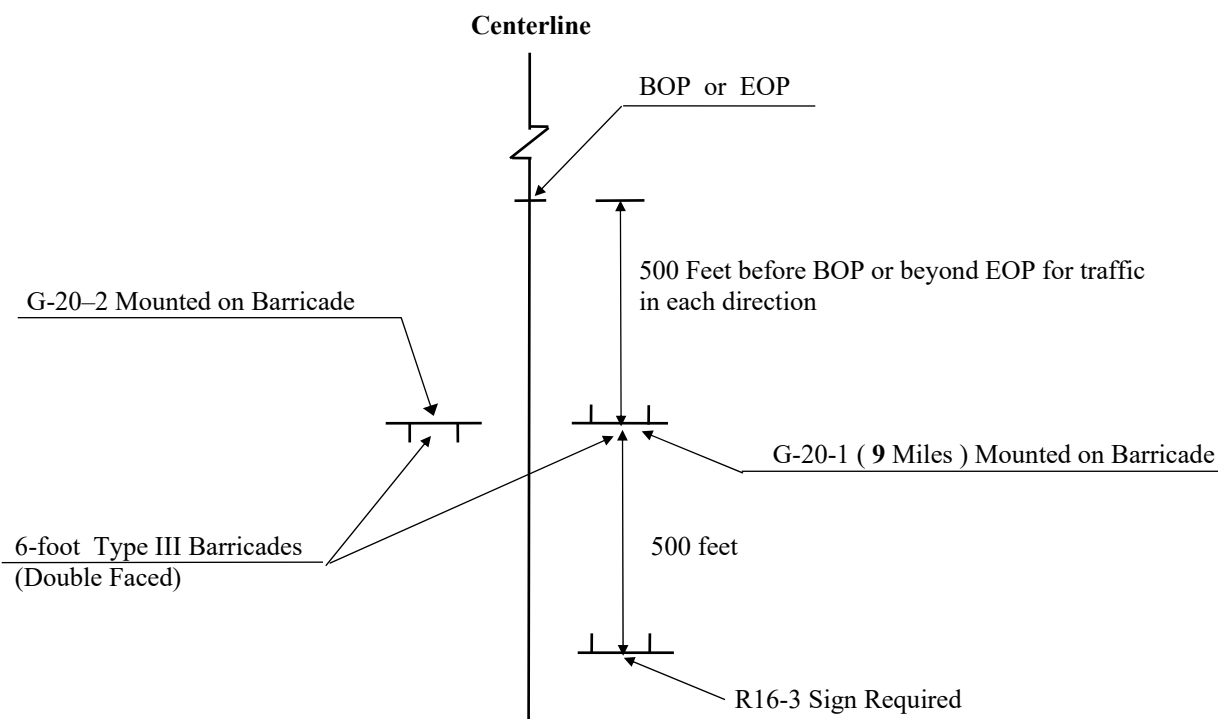 Centerline
BOP or EOP
500 Feet before BOP or beyond EOP for traffic
in each direction
G-20–2 Mounted on Barricade
G-20-1 ( 9 Miles ) Mounted on Barricade
6-foot Type III Barricades
(Double Faced)
500 feet
R16-3 Sign Required